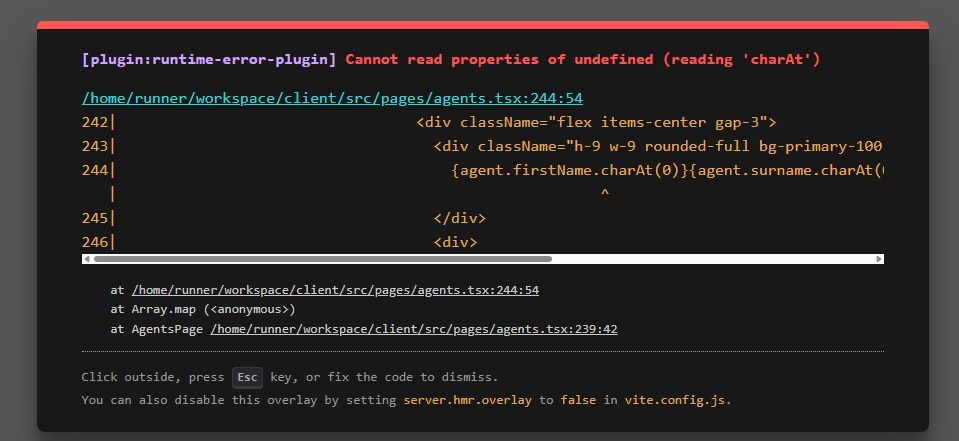 [plugin:runtime-error-plugin] Cannot read properties of undefined (reading 'charAt')
/home/runner/workspace/client/src/pages/agents.tsx:244:54
242| <div className="flex items-center gap-3">
243| <div className="h-9 w-9 rounded-full bg-primary-100
244| {agent.firstName.charAt(0)}{agent.surname.charAt(
| ^
245| </div>
246| <div>
at /home/runner/workspace/client/src/pages/agents.tsx:244:54
at Array.map (<anonymous>)
at AgentsPage /home/runner/workspace/client/src/pages/agents.tsx:239:42
Click outside, press Esc key, or fix the code to dismiss.
You can also disable this overlay by setting server.hmr.overlay to false in vite.config.js.